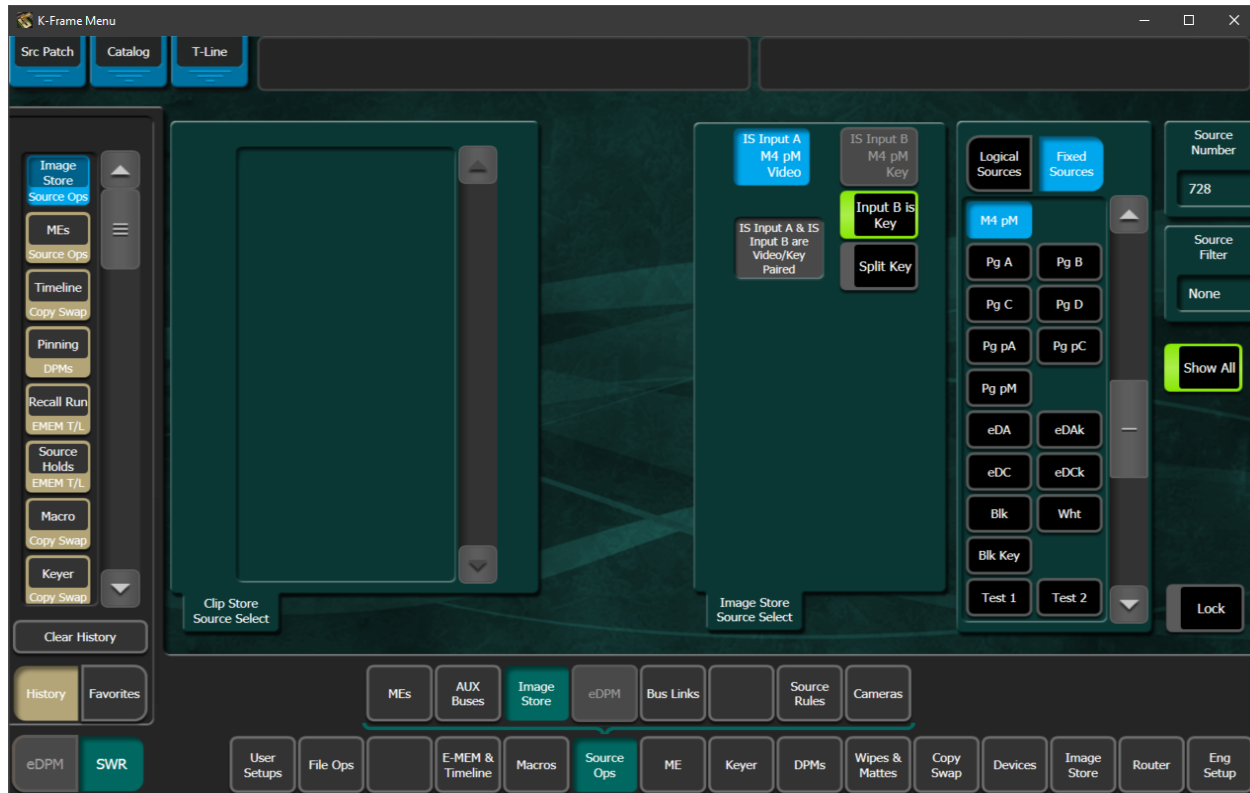 K-Frame Menu
Src Patch
Catalog
T-Line
Image
Store
Source Ops
MEs
Source Ops
Timeline
Copy Swap
Pinning
DPMs
Recall Run
EMEM T/L
Source
Holds
EMEM T/L
Macro
Copy Swap
Keyer
Copy Swap
Clear History
History
Favorites
eDPM
SWR
Clip Store
Source Select
IS Input A
M4 pM
Video
IS Input B
M4 pM
Key
IS Input A & IS
Input B are
Video/Key
Paired
Input B is
Key
Split Key
Image Store
Source Select
Logical
Sources
Fixed
Sources
M4 pM
Pg A
Pg B
Pg C
Pg D
Pg pA
Pg pC
Pg pM
eDA
eDAk
eDC
eDCk
Blk
Wht
Blk Key
Test 1
Test 2
Source
Number
728
Source
Filter
None
Show All
Lock
MEs
AUX
Buses
Image
Store
eDPM
Bus Links
Source
Rules
Cameras
User
Setups
File Ops
E-MEM &
Timeline
Macros
Source
Ops
ME
Keyer
DPMs
Wipes &
Mattes
Copy
Swap
Devices
Image
Store
Router
Eng
Setup